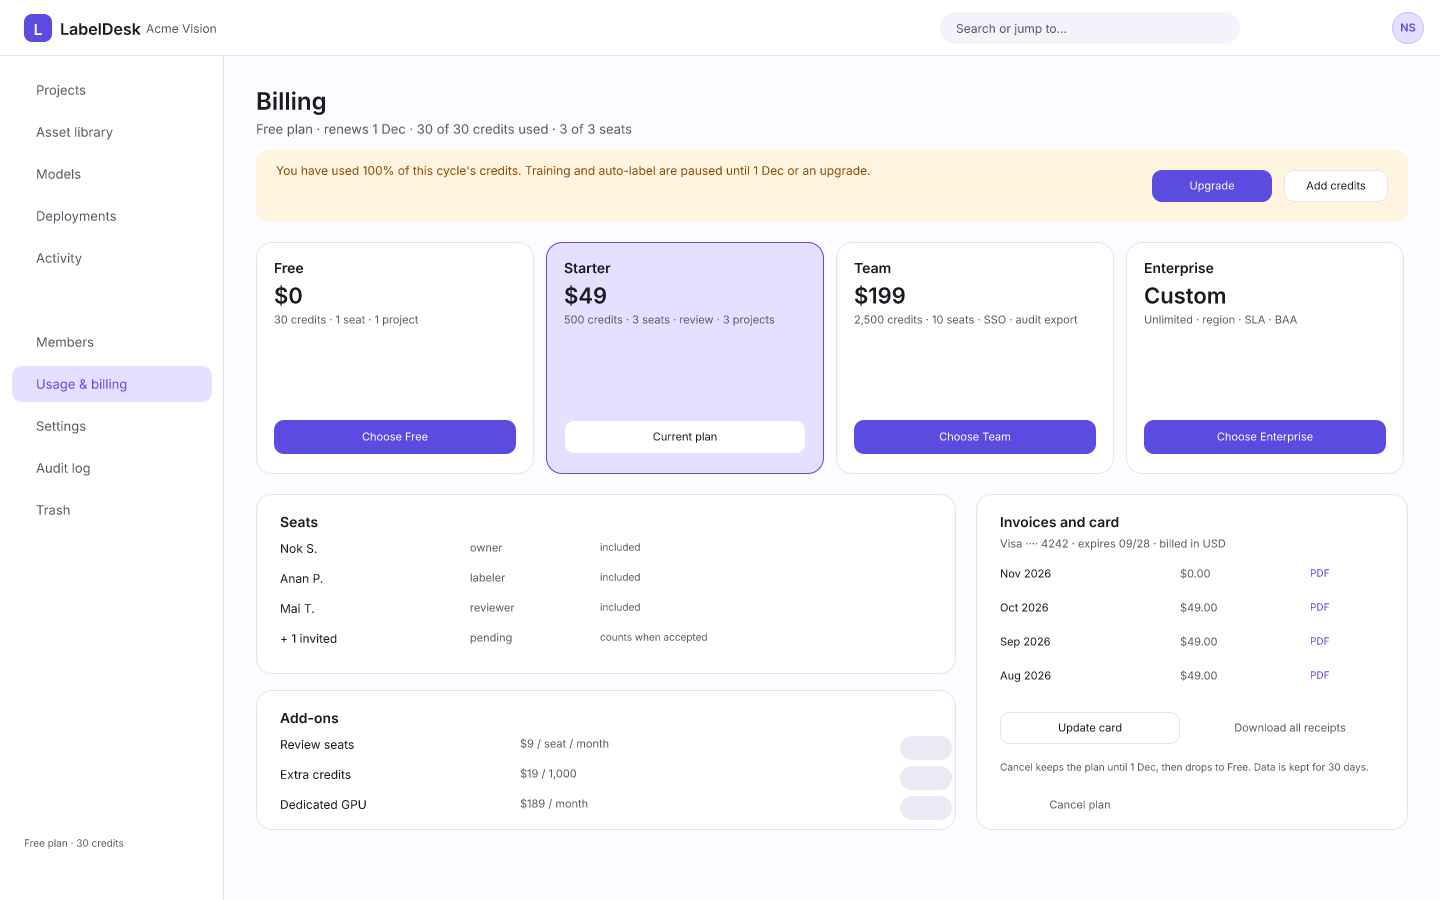 L LabelDesk Acme Vision
Search or jump to...
NS
Projects
Asset library
Models
Deployments
Activity
Members
Usage & billing
Settings
Audit log
Trash
Free plan · 30 credits
Billing
Free plan · renews 1 Dec · 30 of 30 credits used · 3 of 3 seats
You have used 100% of this cycle's credits. Training and auto-label are paused until 1 Dec or an upgrade.
Upgrade
Add credits
Free
$0
30 credits · 1 seat · 1 project
Choose Free
Starter
$49
500 credits · 3 seats · review · 3 projects
Current plan
Team
$199
2,500 credits · 10 seats · SSO · audit export
Choose Team
Enterprise
Custom
Unlimited · region · SLA · BAA
Choose Enterprise
Seats
Nok S. owner included
Anan P. labeler included
Mai T. reviewer included
+ 1 invited pending counts when accepted
Add-ons
Review seats $9 / seat / month
Extra credits $19 / 1,000
Dedicated GPU $189 / month
Invoices and card
Visa ···· 4242 · expires 09/28 · billed in USD
Nov 2026 $0.00 PDF
Oct 2026 $49.00 PDF
Sep 2026 $49.00 PDF
Aug 2026 $49.00 PDF
Update card
Download all receipts
Cancel keeps the plan until 1 Dec, then drops to Free. Data is kept for 30 days.
Cancel plan